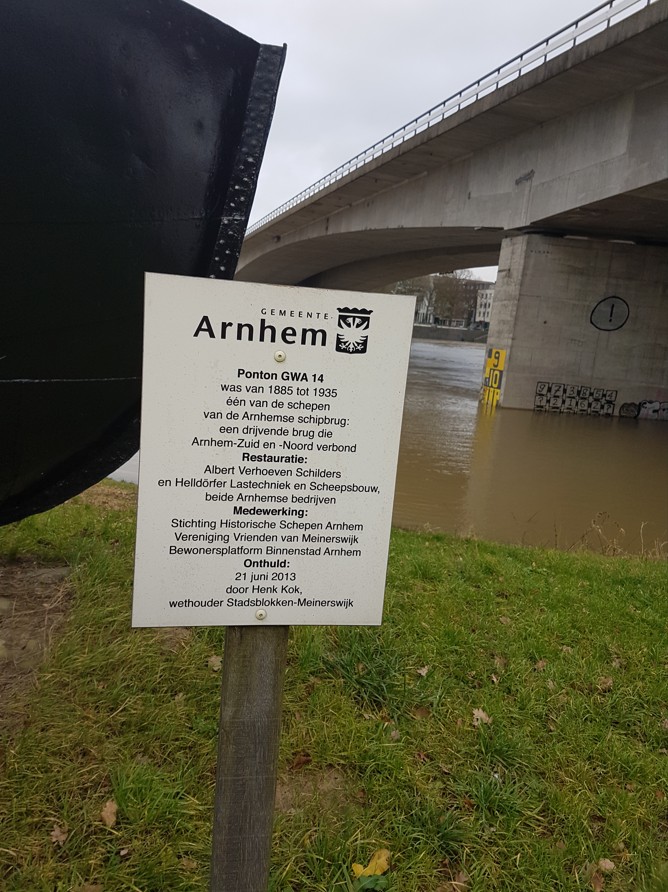 GEMEENTE
Arnhem
Ponton GWA 14
was van 1885 tot 1935
één van de schepen
van de Arnhemse schipbrug:
een drijvende brug die
Arnhem-Zuid en -Noord verbond
Restauratie:
Albert Verhoeven Schilders
en Helldörfer Lastechniek en Scheepsbouw,
beide Arnhemse bedrijven
Medewerking:
Stichting Historische Schepen Arnhem
Vereniging Vrienden van Meinerswijk
Bewonersplatform Binnenstad Arnhem
Onthuld:
21 juni 2013
door Henk Kok,
wethouder Stadsblokken-Meinerswijk
!
9
10